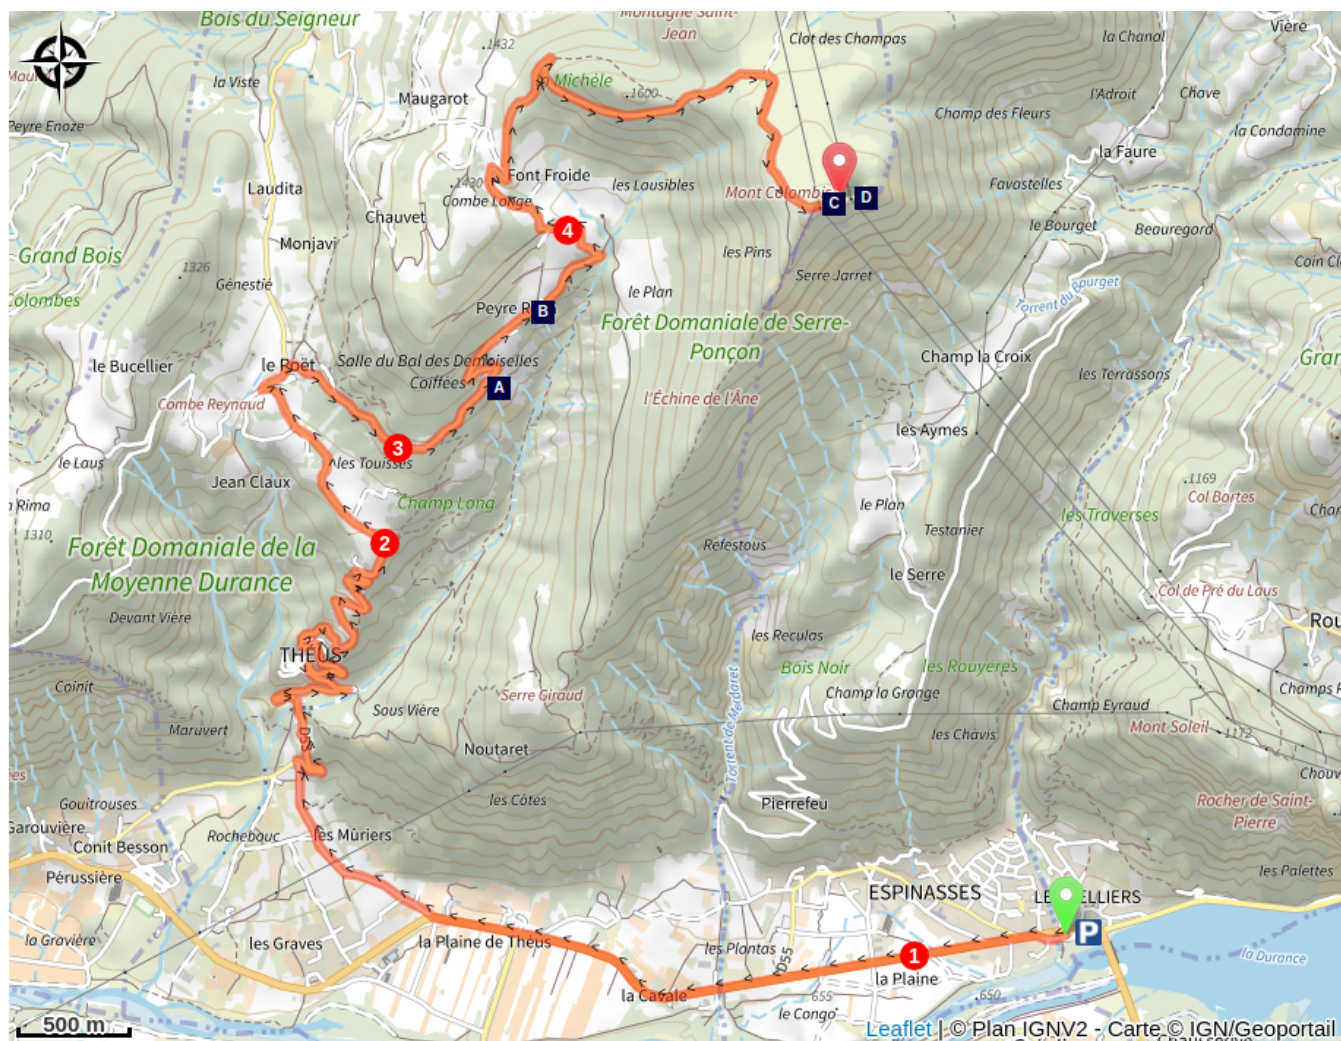 Bois du Seigneur
Montagne Saint-
Jean
Clot des Champas
la Chanal
Vière
.1432
la Viste
Michèle
Maugarot
.1600
l'Adroit
Chave
Peyre Enoze
Champ des Fleurs
la Condamine
la Faure
Font Froide
Laudita
.1430
les Lausibles
Mont Colombis
Favastelles
C
D
Combe Longe
Chauvet
4
le Bourget
Beauregard
Monjavi
Grand Bois
les Pins
1326
Serre Jarret
Coin
Génestié
le Plan
Torrent du Bourget
Colombes
Peyre
B
Forêt Domaniale de Serre-
Ponçon
le Bucellier
le Roët
Salle du Bal des Demoiselles
Coiffées
A
Champ la Croix
les Terrassons
Combe Reynaud
l'Échine de l'Âne
les Aymes
3
le Laus
les Touisses
Jean Claux
.1169
Col Bortes
Rima
1310
Champ Long
le Plan
les Traverses
Testanier
2
Forêt Domaniale de la
Moyenne Durance
Refestous
le Serre
Col de Pré du Laus
Devant Vière
les Reculas
THÉUS
Bois Noir
les Rouyères
Coinit
Serre Giraud
Champ la Grange
Champs
Sous Vière
Champ Eyraud
Maruvert
D53
Mont Soleil
les Châvis
1172
Noutaret
Torrent de Merdaret
les Côtes
Pierrefeu
Gouitrouses
Rocher de Saint-
Pierre
Garouvière
Rochebouc
les Mûriers
Conit Besson
Pérussière
les Palettes
ESPINASSES
P
la Gravière
les Graves
la Plaine de Théus
les Plantas
D55
1
la Durance
la Plaine
la Cavale
655
.650
le Congo
500 m
Leaflet | © Plan IGNV2 - Carte © IGN/Geoportail